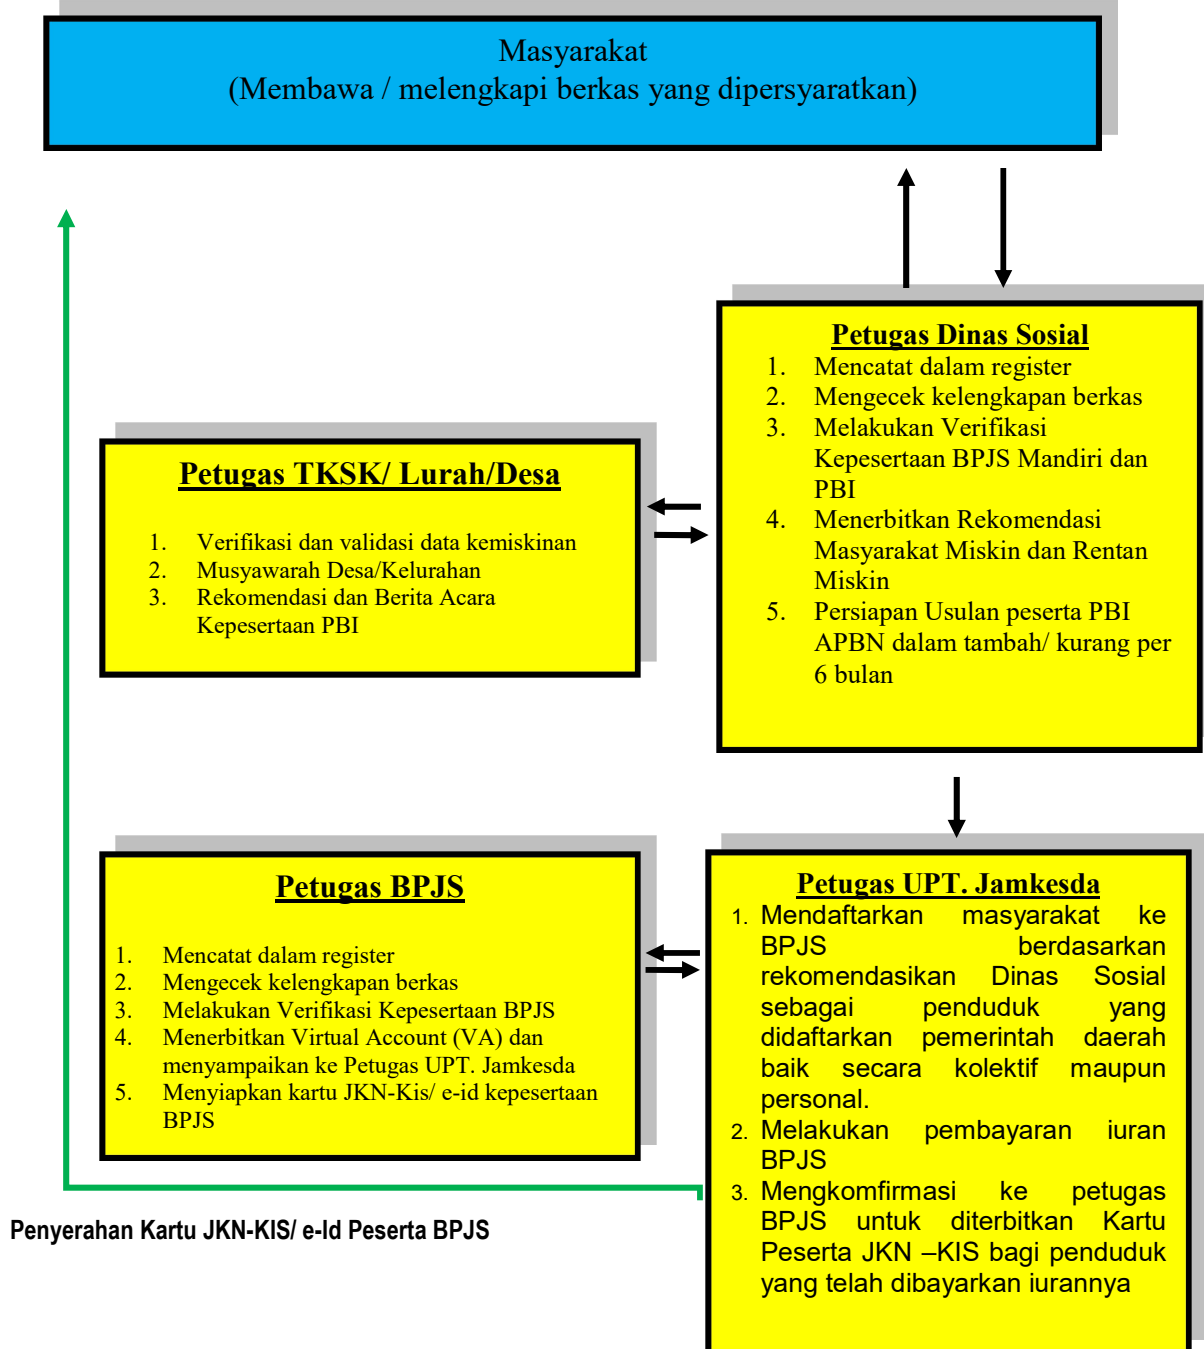 Masyarakat
(Membawa / melengkapi berkas yang dipersyaratkan)
Petugas Dinas Sosial
1. Mencatat dalam register
2. Mengecek kelengkapan berkas
3. Melakukan Verifikasi
Kepesertaan BPJS Mandiri dan
PBI
4. Menerbitkan Rekomendasi
Masyarakat Miskin dan Rentan
Miskin
5. Persiapan Usulan peserta PBI
APBN dalam tambah/ kurang per
6 bulan
Petugas TKSK/ Lurah/Desa
1. Verifikasi dan validasi data kemiskinan
2. Musyawarah Desa/Kelurahan
3. Rekomendasi dan Berita Acara
Kepesertaan PBI
Petugas BPJS
1. Mencatat dalam register
2. Mengecek kelengkapan berkas
3. Melakukan Verifikasi Kepesertaan BPJS
4. Menerbitkan Virtual Account (VA) dan
menyampaikan ke Petugas UPT. Jamkesda
5. Menyiapkan kartu JKN-Kis/ e-id kepesertaan
BPJS
Petugas UPT. Jamkesda
1. Mendaftarkan masyarakat ke
BPJS berdasarkan
rekomendasikan Dinas Sosial
sebagai penduduk yang
didaftarkan pemerintah daerah
baik secara kolektif maupun
personal.
2. Melakukan pembayaran iuran
BPJS
3. Mengkomfirmasi ke petugas
BPJS untuk diterbitkan Kartu
Peserta JKN –KIS bagi penduduk
yang telah dibayarkan iurannya
Penyerahan Kartu JKN-KIS/ e-Id Peserta BPJS